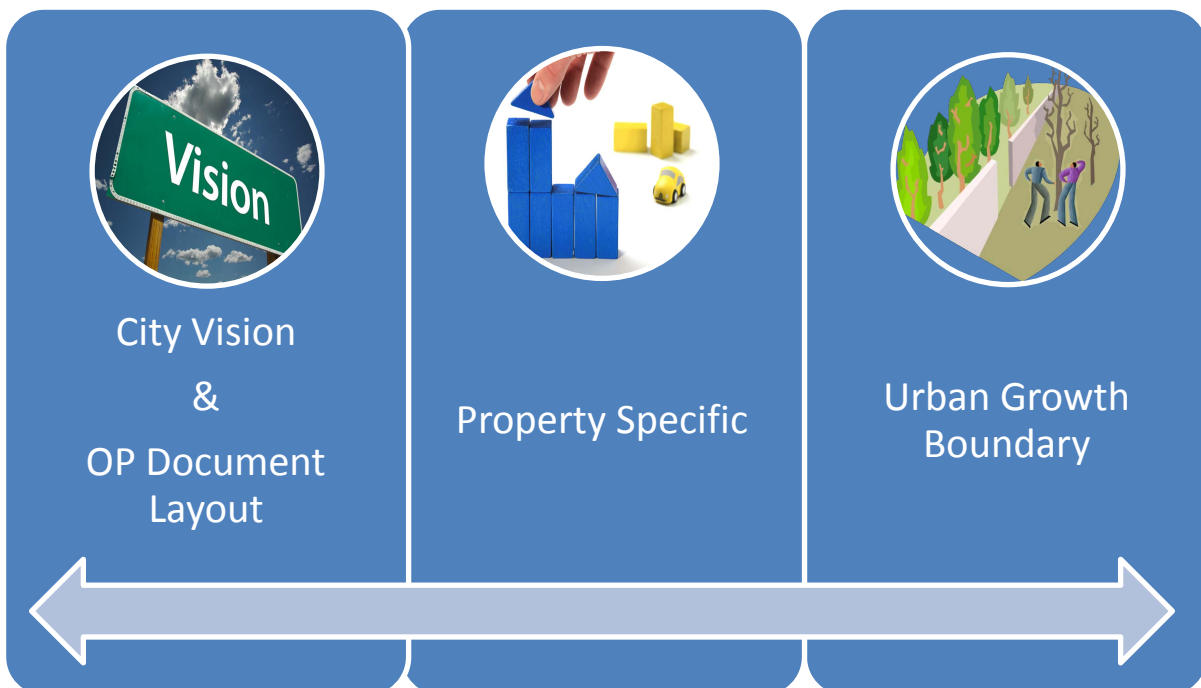 Vision
City Vision
&
OP Document
Layout
Property Specific
Urban Growth
Boundary